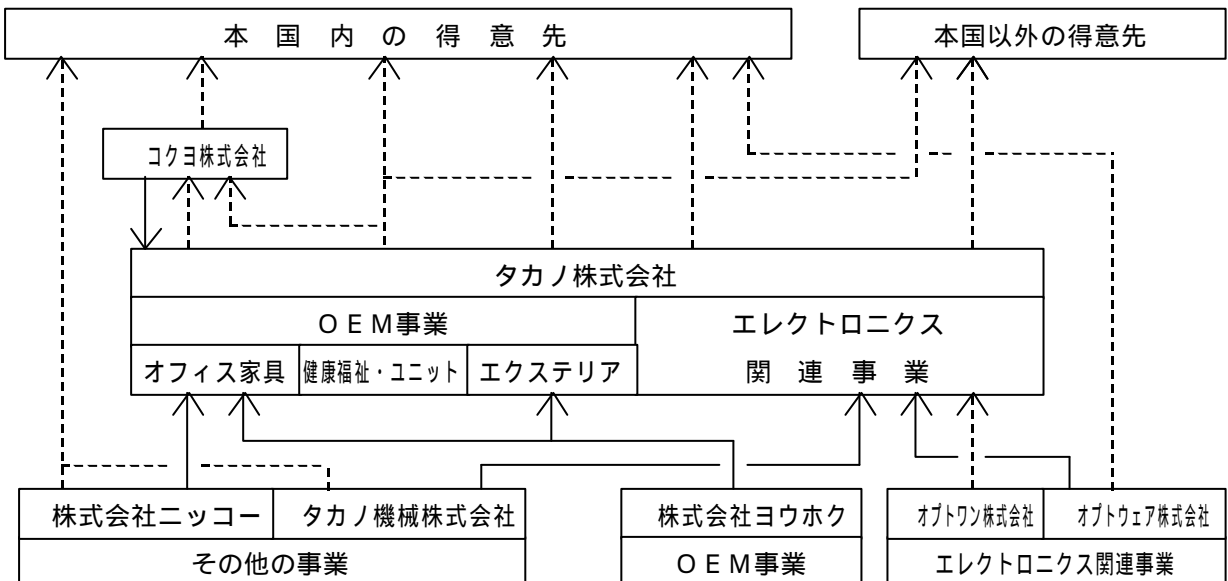 本国内の得意先
本国以外の得意先
コクヨ株式会社
タカノ株式会社
ＯＥＭ事業
エレクトロニクス
関連事業
オフィス家具
健康福祉・ユニット
エクステリア
株式会社ニッコー
タカノ機械株式会社
株式会社ヨウホク
オプトワン株式会社
オプトウェア株式会社
その他の事業
ＯＥＭ事業
エレクトロニクス関連事業